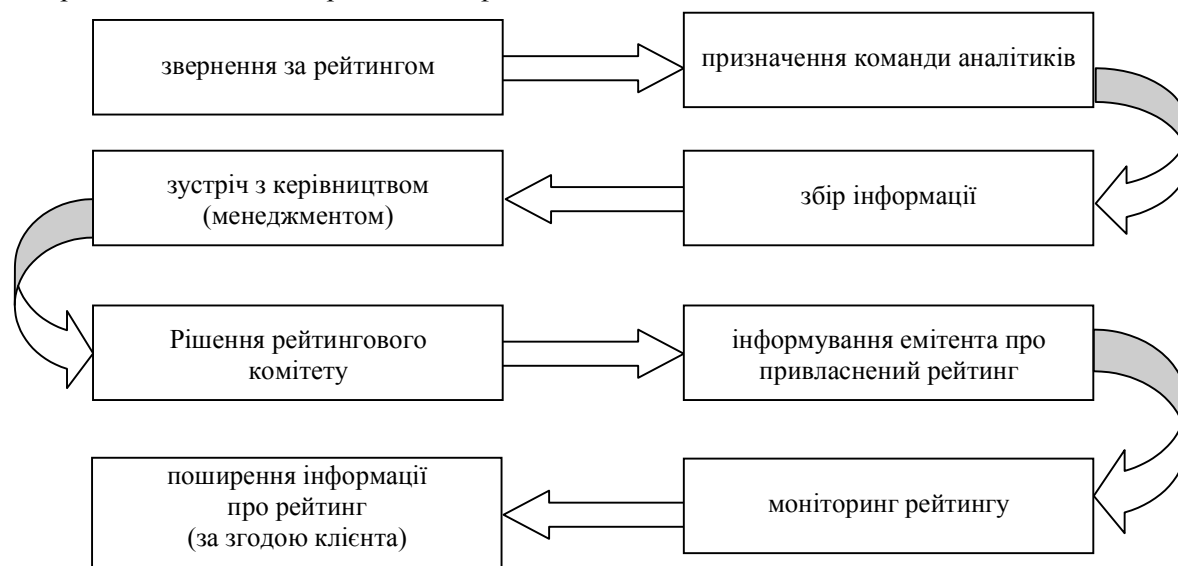 звернення за рейтингом
призначення команди аналітиків
збір інформації
зустріч з керівництвом
(менеджментом)
Рішення рейтингового
комітету
інформування емітента про
привласнений рейтинг
моніторинг рейтингу
поширення інформації
про рейтинг
(за згодою клієнта)